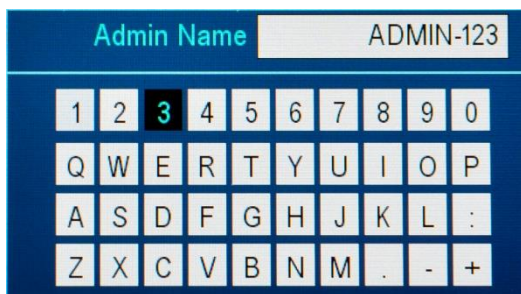 Admin Name ADMIN-123
1 2 3 4 5 6 7 8 9 0
Q W E R T Y U I O P
A S D F G H J K L :
Z X C V B N M . - +